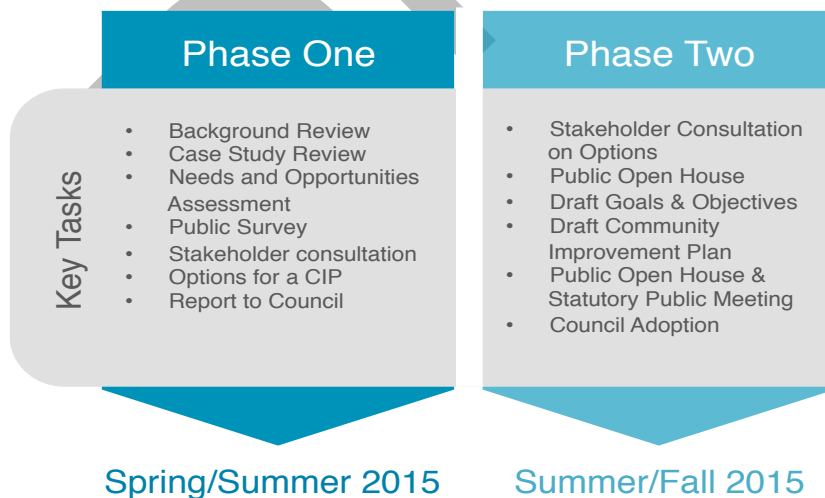 Phase One
Key Tasks
• Background Review
• Case Study Review
• Needs and Opportunities
Assessment
• Public Survey
• Stakeholder consultation
• Options for a CIP
• Report to Council
Spring/Summer 2015
Phase Two
• Stakeholder Consultation
on Options
• Public Open House
• Draft Goals & Objectives
• Draft Community
Improvement Plan
• Public Open House &
Statutory Public Meeting
• Council Adoption
Summer/Fall 2015